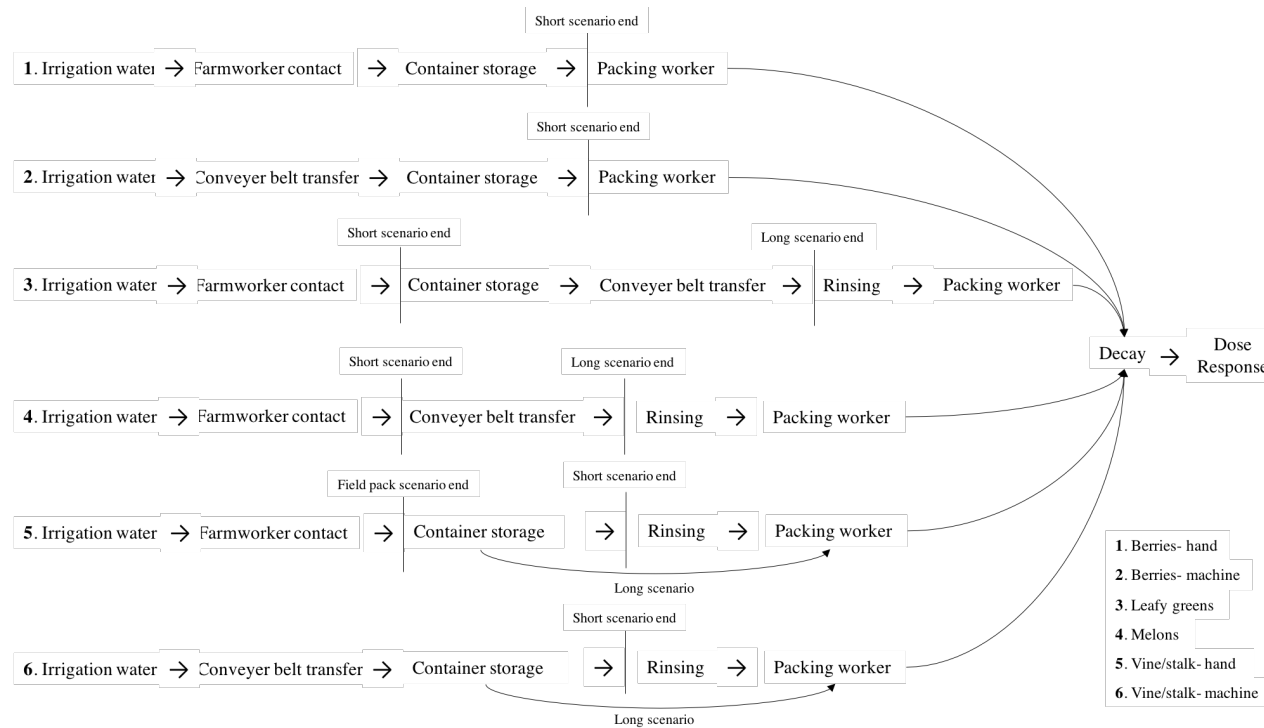 Short scenario end
1. Irrigation water → Farmworker contact → Container storage → Packing worker
Short scenario end
2. Irrigation water → Conveyer belt transfer → Container storage → Packing worker
Short scenario end
Long scenario end
3. Irrigation water → Farmworker contact → Container storage → Conveyer belt transfer → Rinsing → Packing worker
Decay → Dose
Response
Short scenario end
Long scenario end
4. Irrigation water → Farmworker contact → Conveyer belt transfer → Rinsing → Packing worker
Field pack scenario end
Short scenario end
5. Irrigation water → Farmworker contact → Container storage → Rinsing → Packing worker
Long scenario
Short scenario end
6. Irrigation water → Conveyer belt transfer → Container storage → Rinsing → Packing worker
Long scenario
1. Berries- hand
2. Berries- machine
3. Leafy greens
4. Melons
5. Vine/stalk- hand
6. Vine/stalk- machine